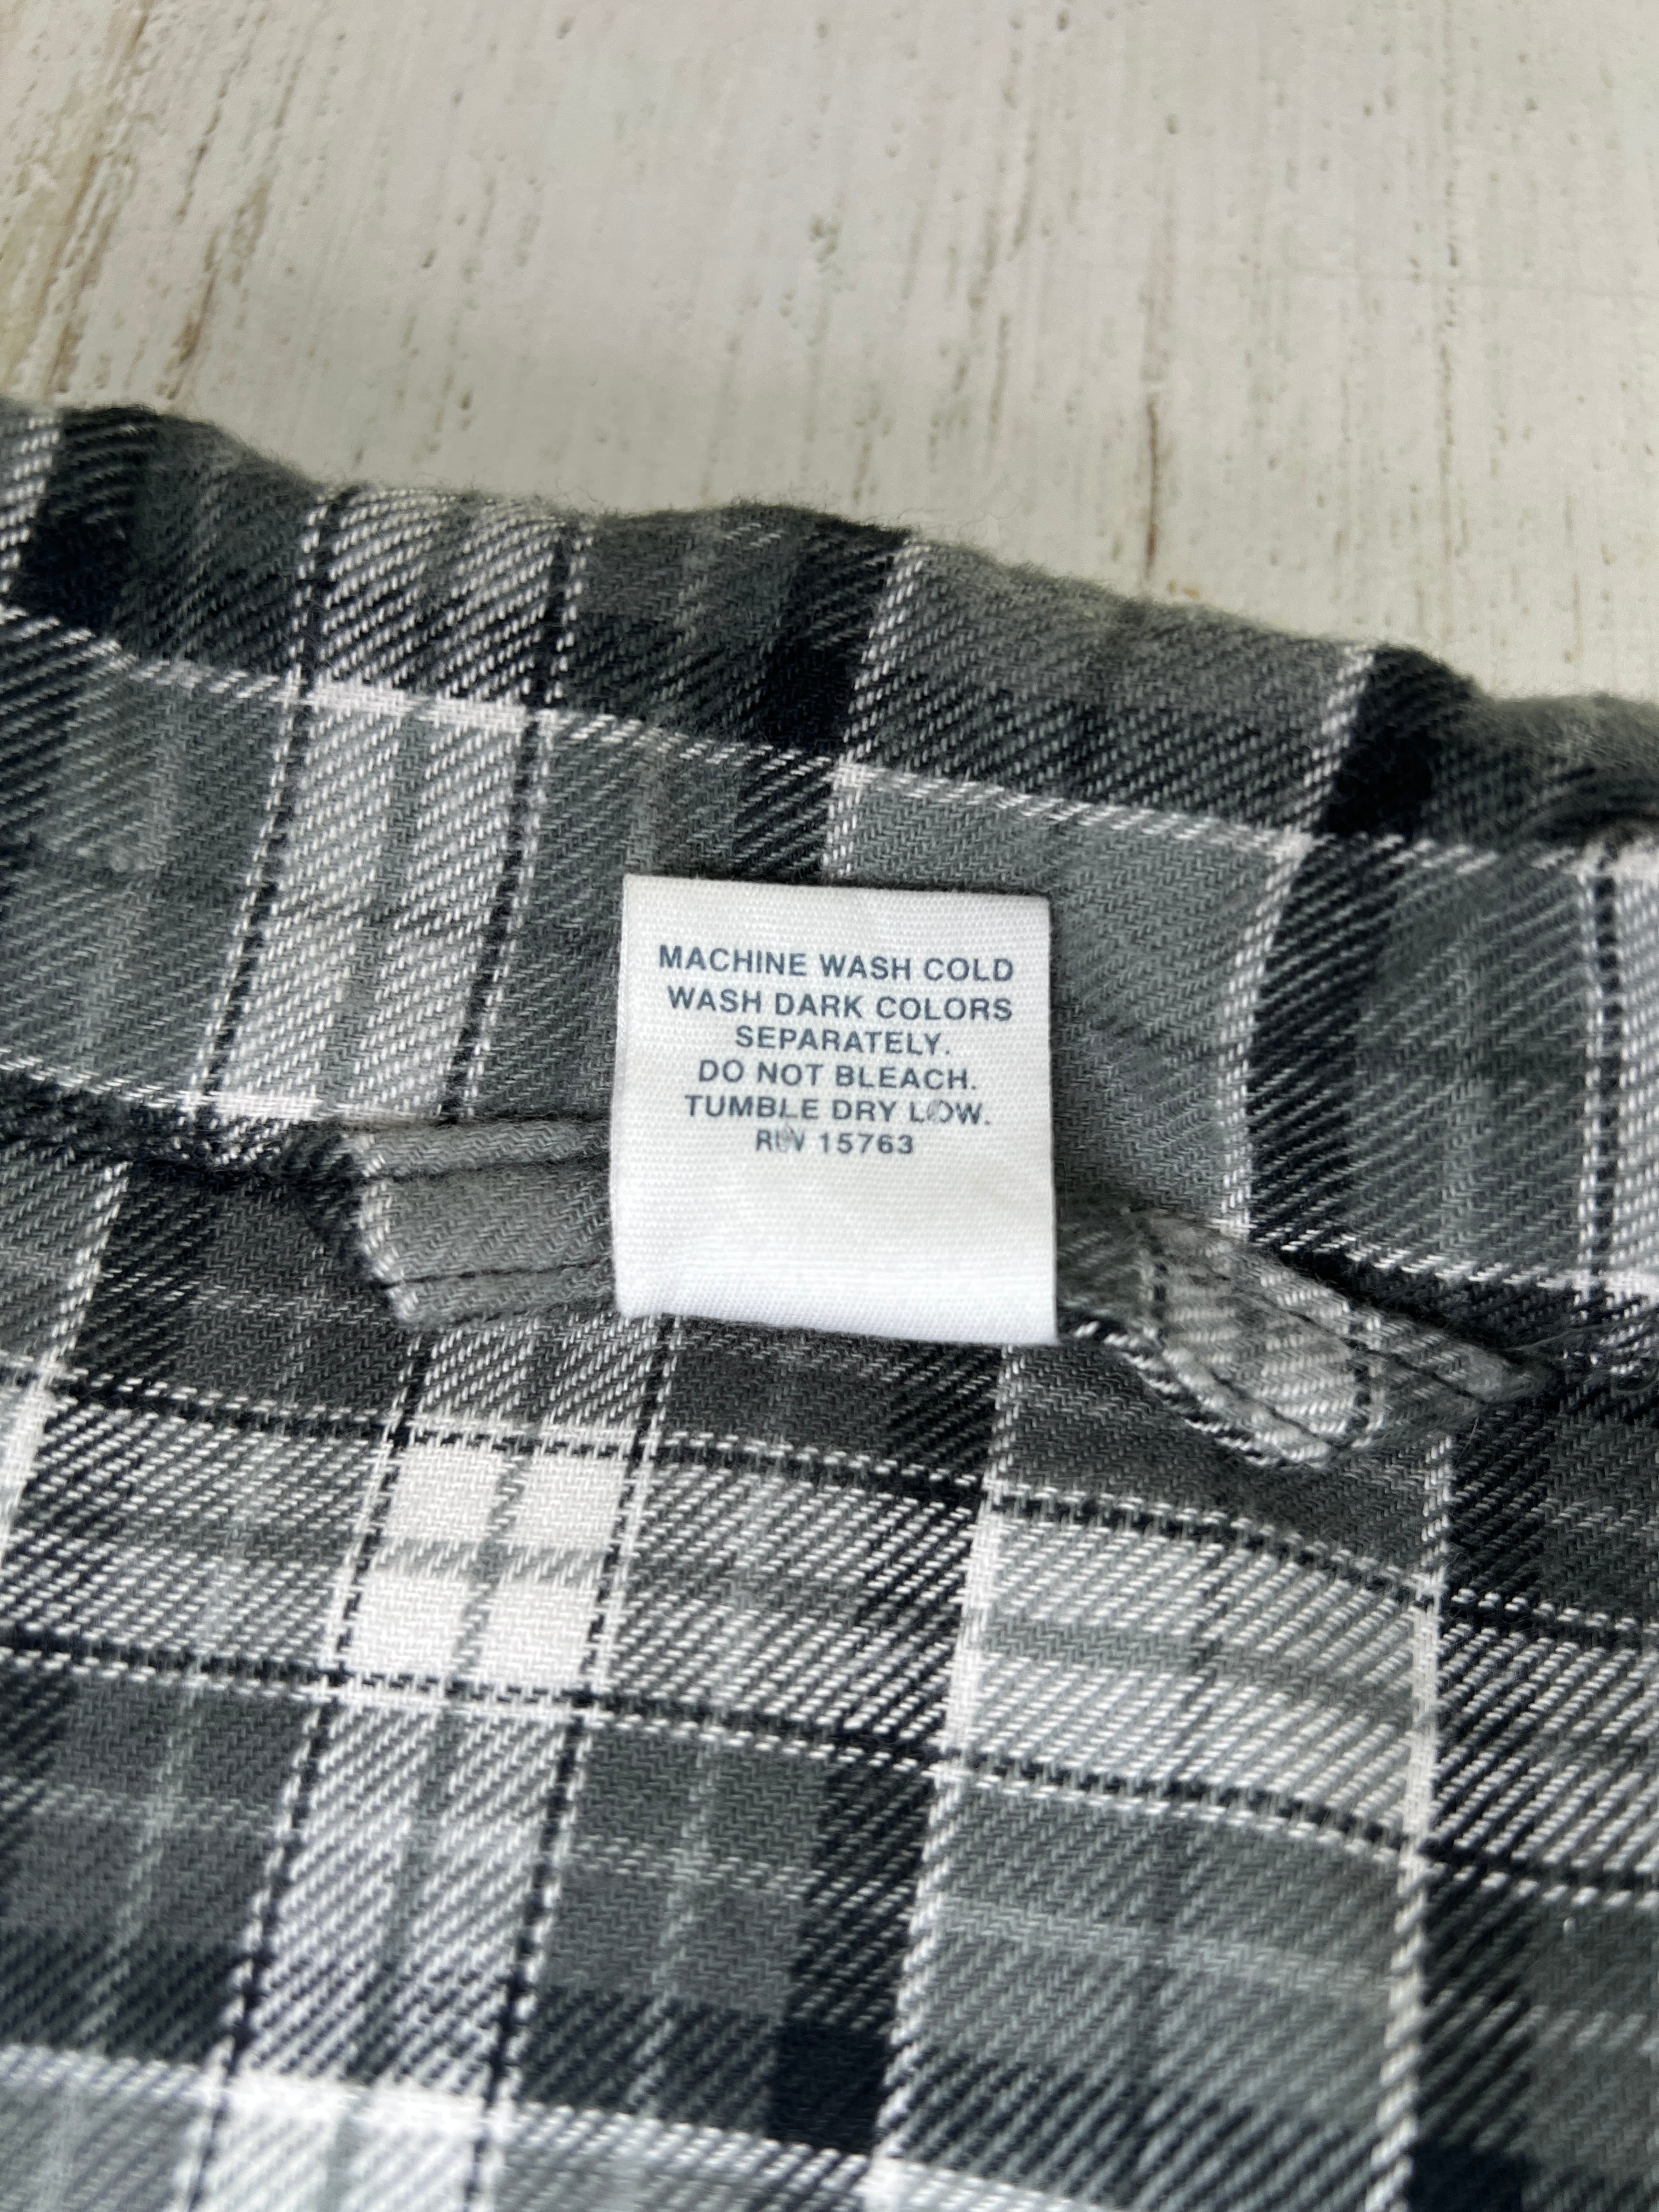 MACHINE WASH COLD
WASH DARK COLORS
SEPARATELY.
DO NOT BLEACH.
TUMBLE DRY LOW.
15763